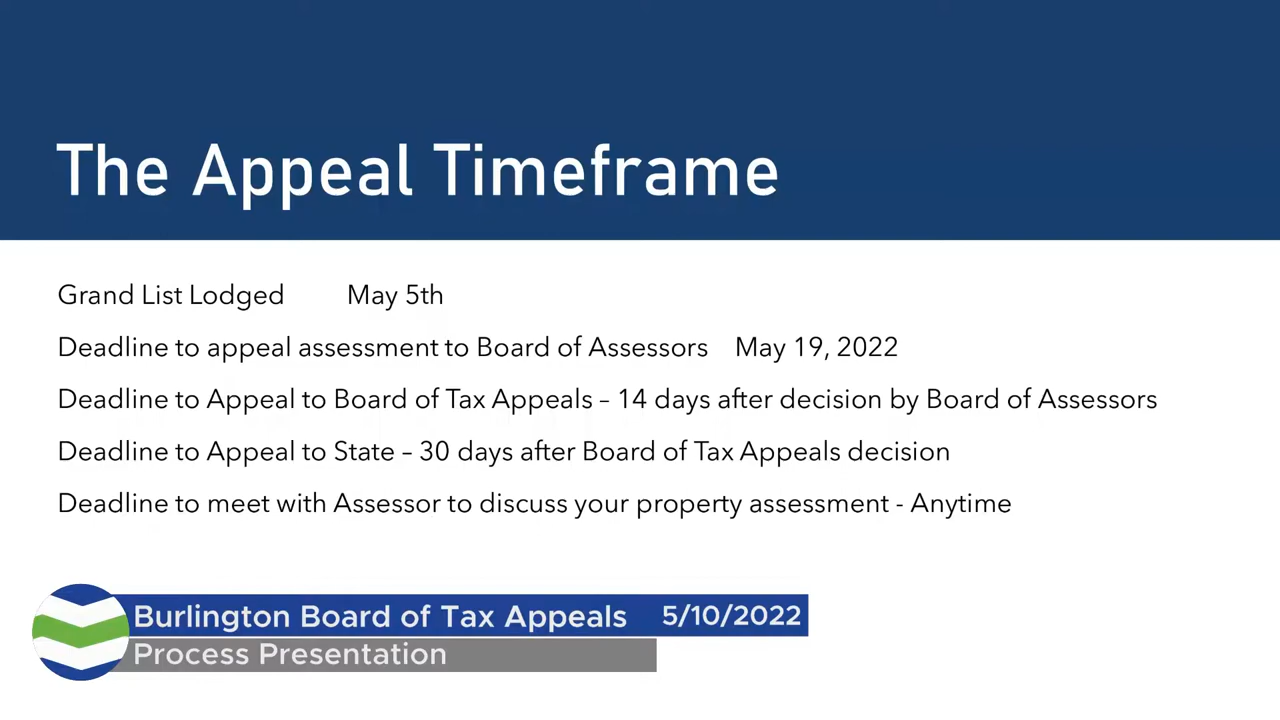 The Appeal Timeframe
Grand List Lodged May 5th
Deadline to appeal assessment to Board of Assessors May 19, 2022
Deadline to Appeal to Board of Tax Appeals – 14 days after decision by Board of Assessors
Deadline to Appeal to State – 30 days after Board of Tax Appeals decision
Deadline to meet with Assessor to discuss your property assessment - Anytime
Burlington Board of Tax Appeals 5/10/2022
Process Presentation